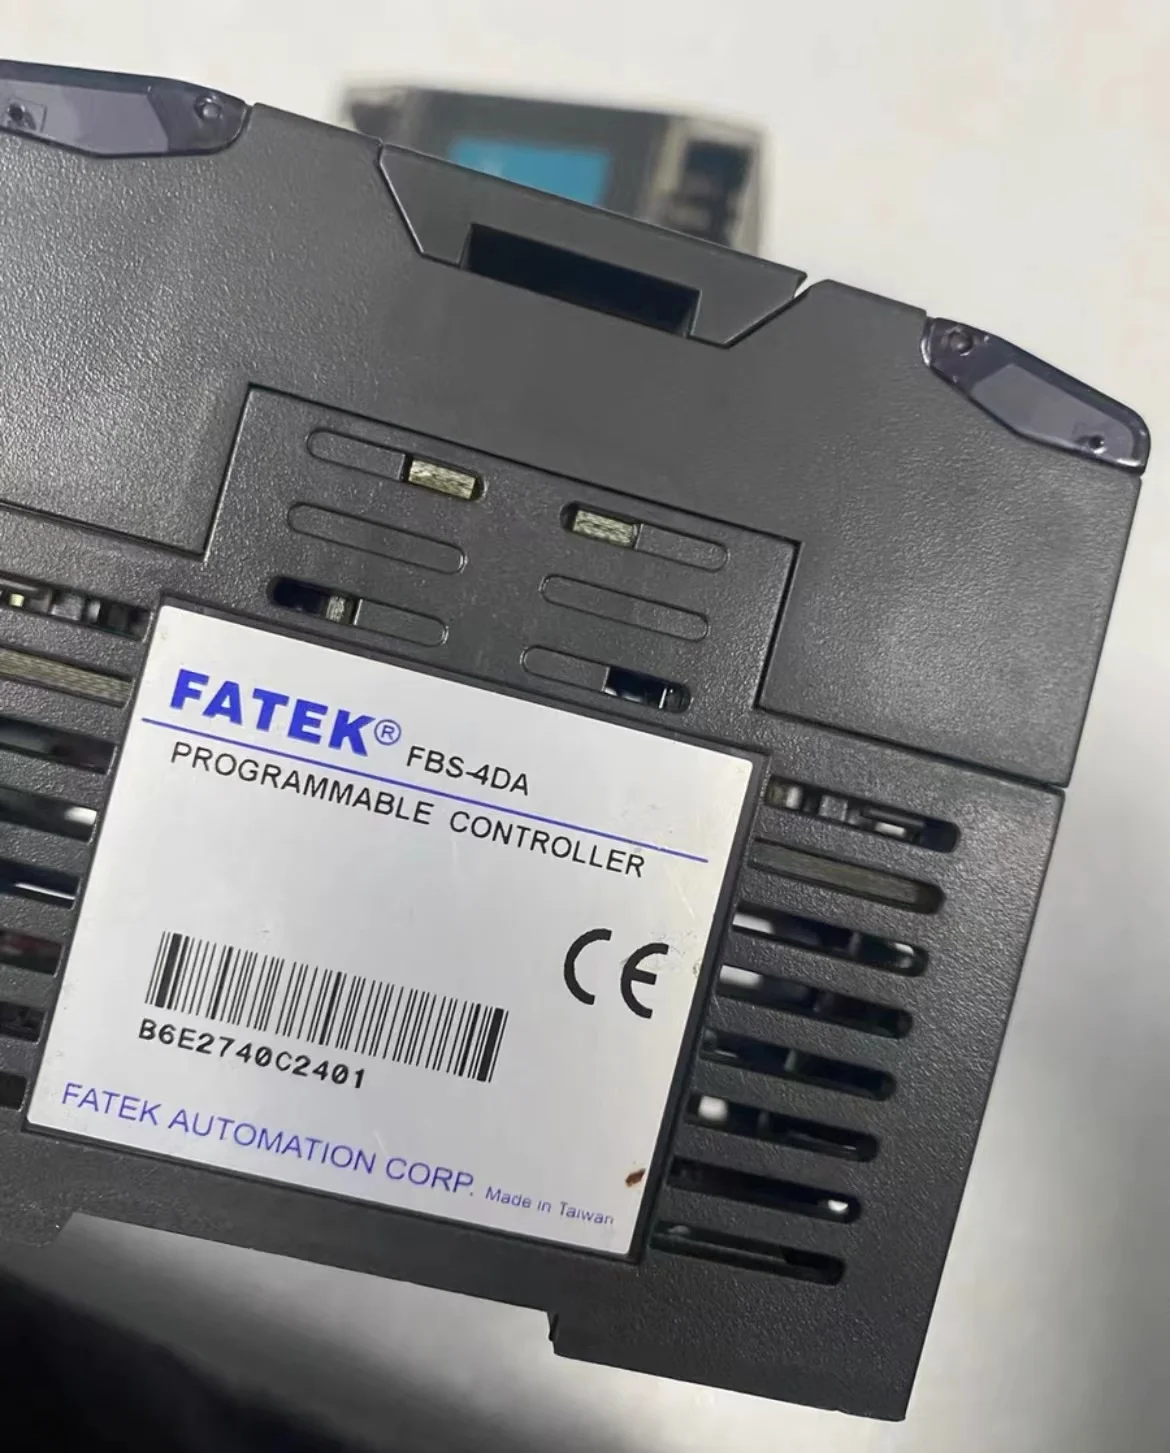 FATEK® FBS-4DA
PROGRAMMABLE CONTROLLER
CE
B6E2740C2401
FATEK AUTOMATION CORP. Made in Taiwan